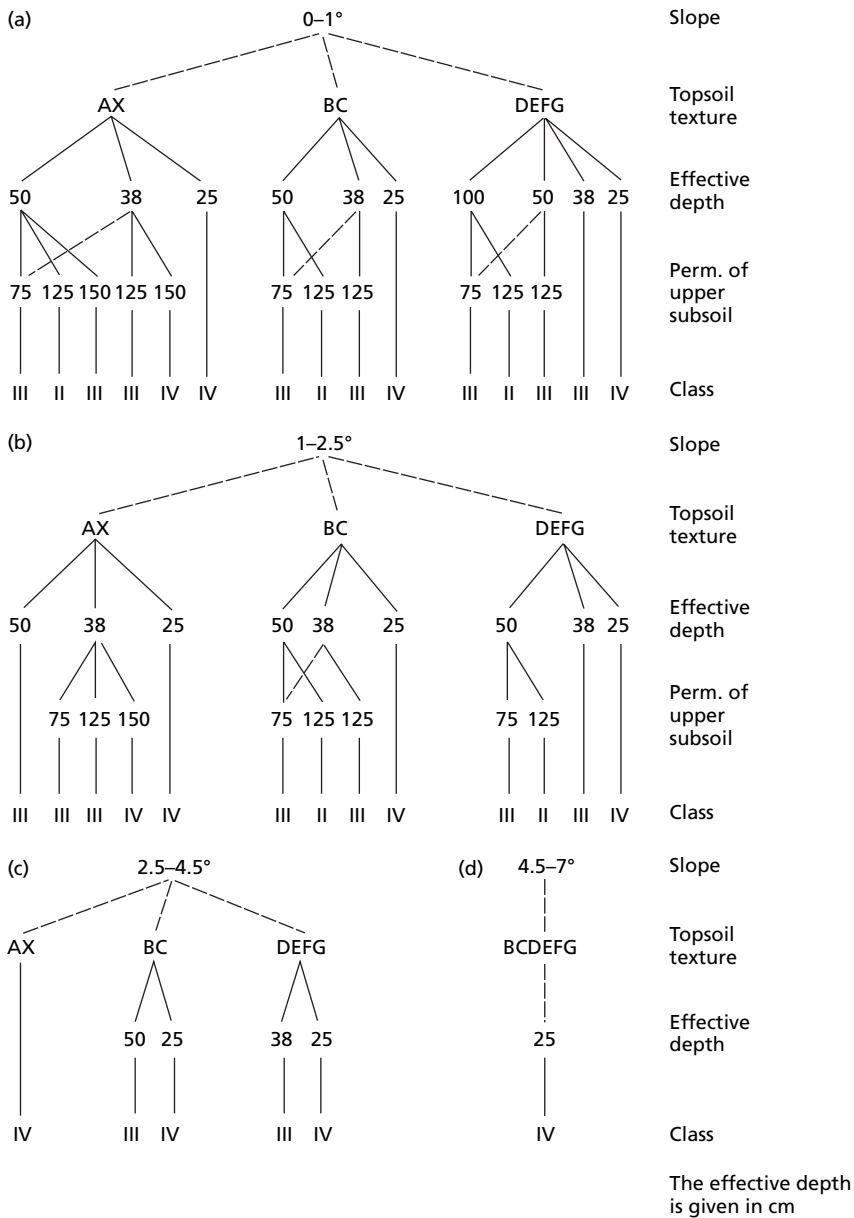 (a) 0–1° Slope
AX BC DEFG Topsoil
texture
50 38 25 50 38 25 100 50 38 25 Effective
depth
75 125 150 125 150 75 125 125 75 125 125 Perm. of
upper
subsoil
III II III III IV IV III II III IV III II III III IV Class
(b) 1–2.5° Slope
AX BC DEFG Topsoil
texture
50 38 25 50 38 25 50 38 25 Effective
depth
75 125 150 75 125 125 75 125 Perm. of
upper
subsoil
III III III IV IV III II III IV III II III IV Class
(c) 2.5–4.5° (d) 4.5–7° Slope
AX BC DEFG BCDEFG Topsoil
texture
50 25 38 25 25 Effective
depth
IV III IV III IV IV Class
The effective depth
is given in cm